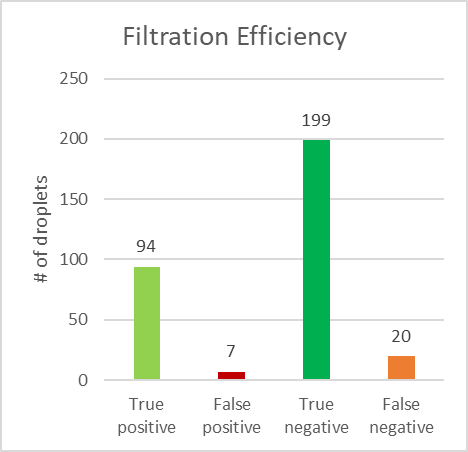 Filtration Efficiency
# of droplets
250
200
150
100
50
0
94
7
199
20
True
positive
False
positive
True
negative
False
negative